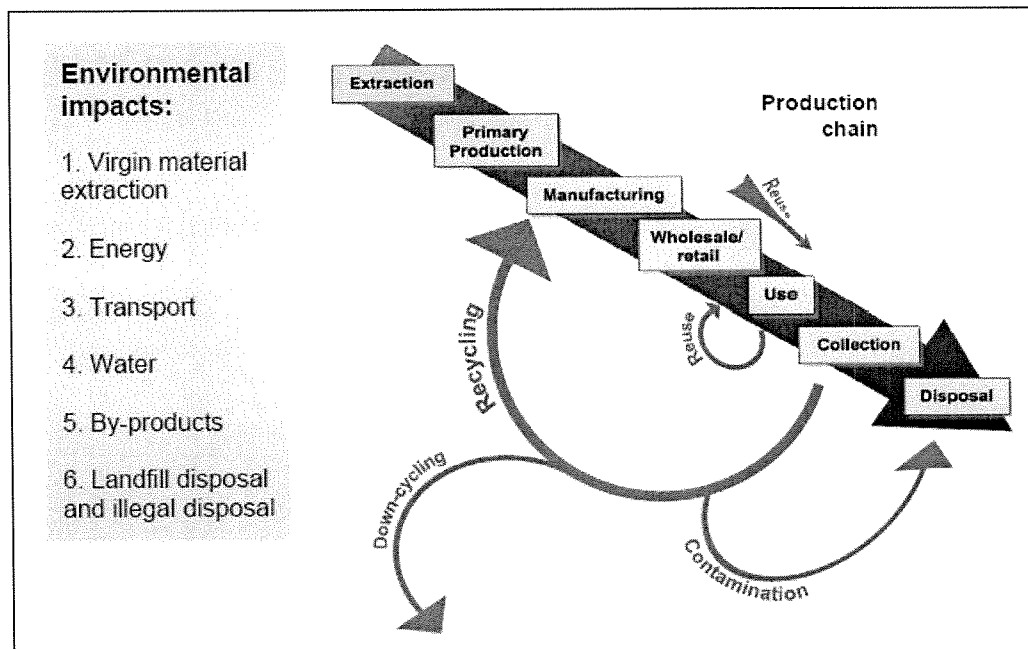 Environmental
impacts:
1. Virgin material
extraction
2. Energy
3. Transport
4. Water
5. By-products
6. Landfill disposal
and illegal disposal
Extraction
Primary
Production
Manufacturing
Wholesale/
retail
Use
Collection
Disposal
Production
chain
Reuse
Reuse
Recycling
Down-cycling
Contamination